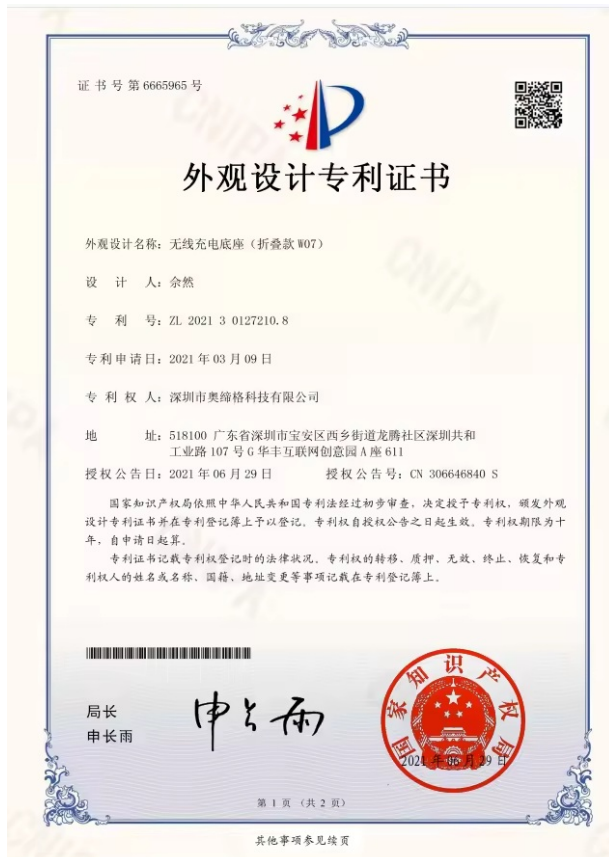 证书号第6665965号
外观设计专利证书
外观设计名称：无线充电底座（折叠款W07）
设 计 人：余然
专 利 号：ZL 2021 3 0127210.8
专利申请日：2021年03月09日
专 利 权 人：深圳市奥缔格科技有限公司
地 址：518100 广东省深圳市宝安区西乡街道龙腾社区深圳共和
工业路107号G华丰互联网创意园A座611
授权公告日：2021年06月29日 授权公告号：CN 306646840 S
国家知识产权局依照中华人民共和国专利法经过初步审查，决定授予专利权，颁发外观
设计专利证书并在专利登记簿上予以登记。专利权自授权公告之日起生效。专利权期限为十
年，自申请日起算。
专利证书记载专利权登记时的法律状况。专利权的转移、质押、无效、终止、恢复和专
利权人的姓名或名称、国籍、地址变更等事项记载在专利登记簿上。
局长
申长雨
申长雨
国家知识产权局
2021年06月29日
第 1 页 （共 2 页）
其他事项参见续页
CNIPA
CNIPA